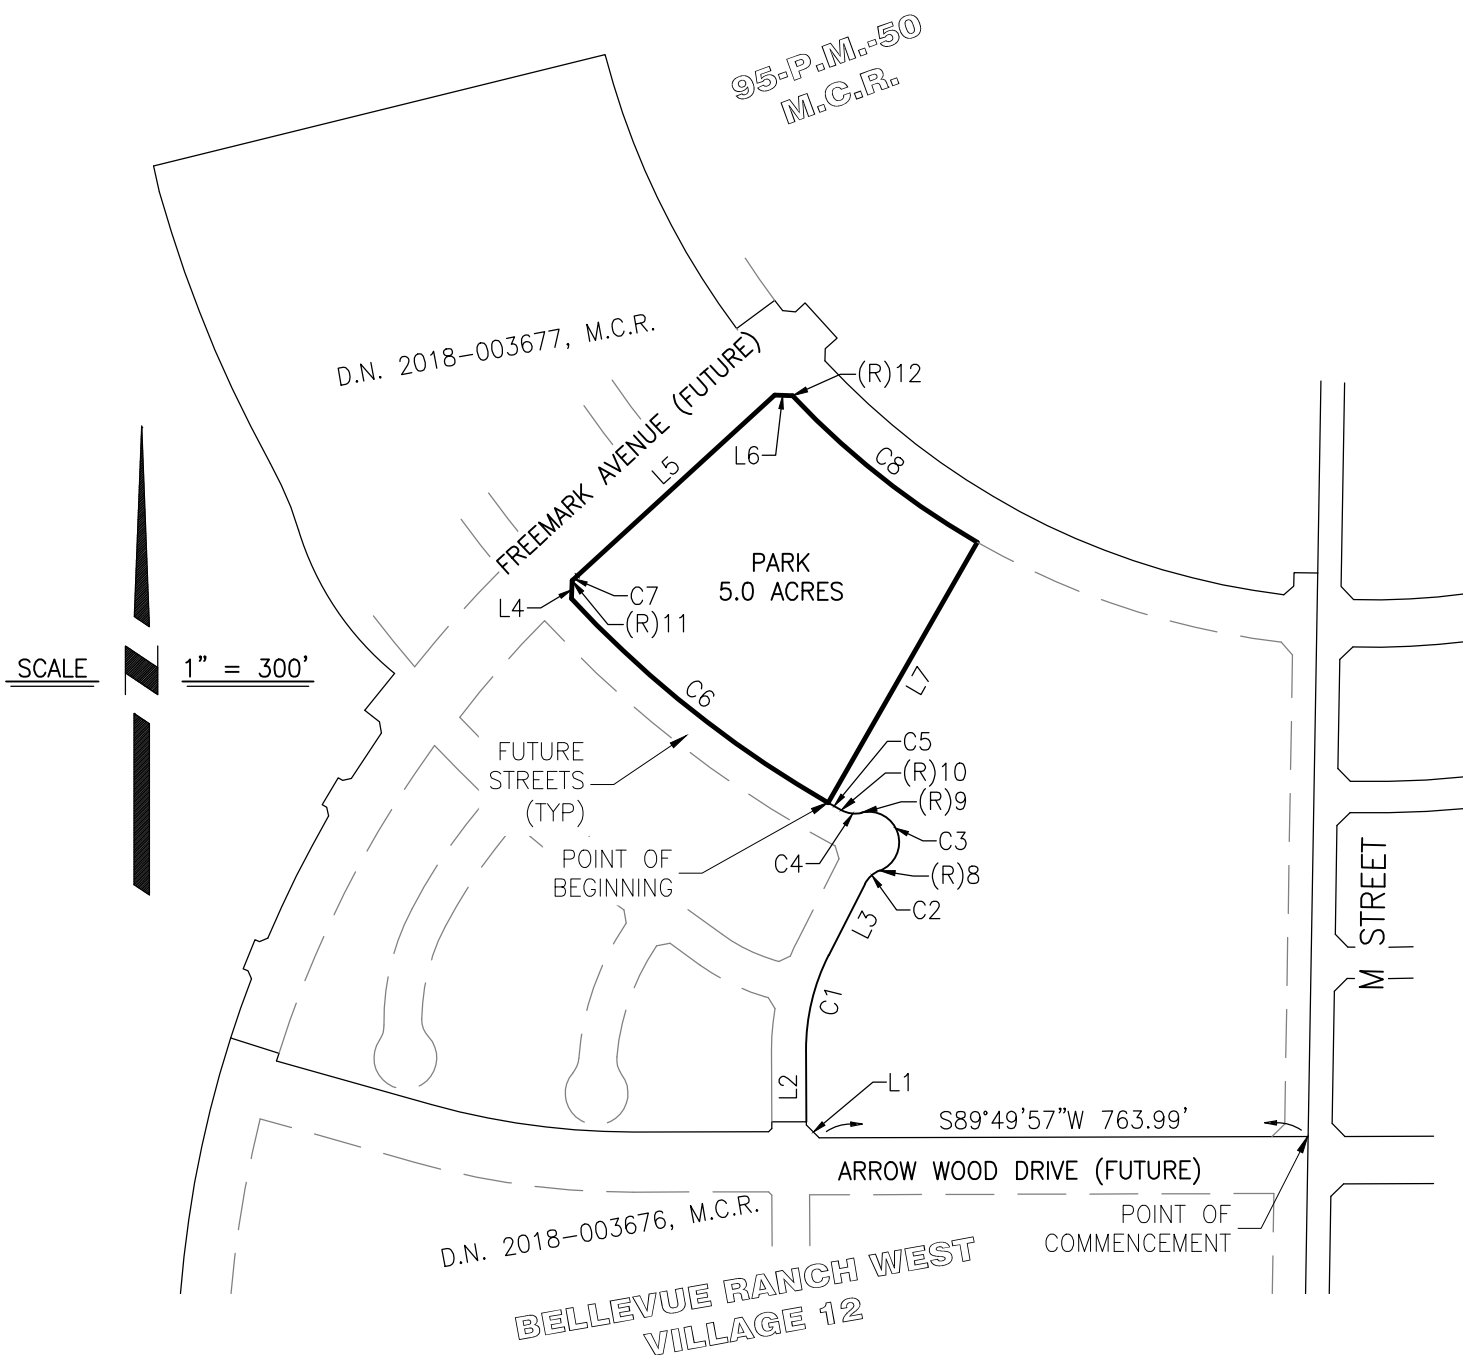 95-P.M.-50
M.C.R.
D.N. 2018-003677, M.C.R.
FREEMARK AVENUE (FUTURE)
(R)12
L5
L6
C8
PARK
5.0 ACRES
L4
C7
(R)11
SCALE
1" = 300'
C6
L7
FUTURE
STREETS
(TYP)
C5
(R)10
(R)9
C3
C4
POINT OF
BEGINNING
(R)8
C2
L3
M STREET
C1
L2
L1
S89°49'57"W 763.99'
ARROW WOOD DRIVE (FUTURE)
POINT OF
COMMENCEMENT
D.N. 2018-003676, M.C.R.
BELLEVUE RANCH WEST
VILLAGE 12